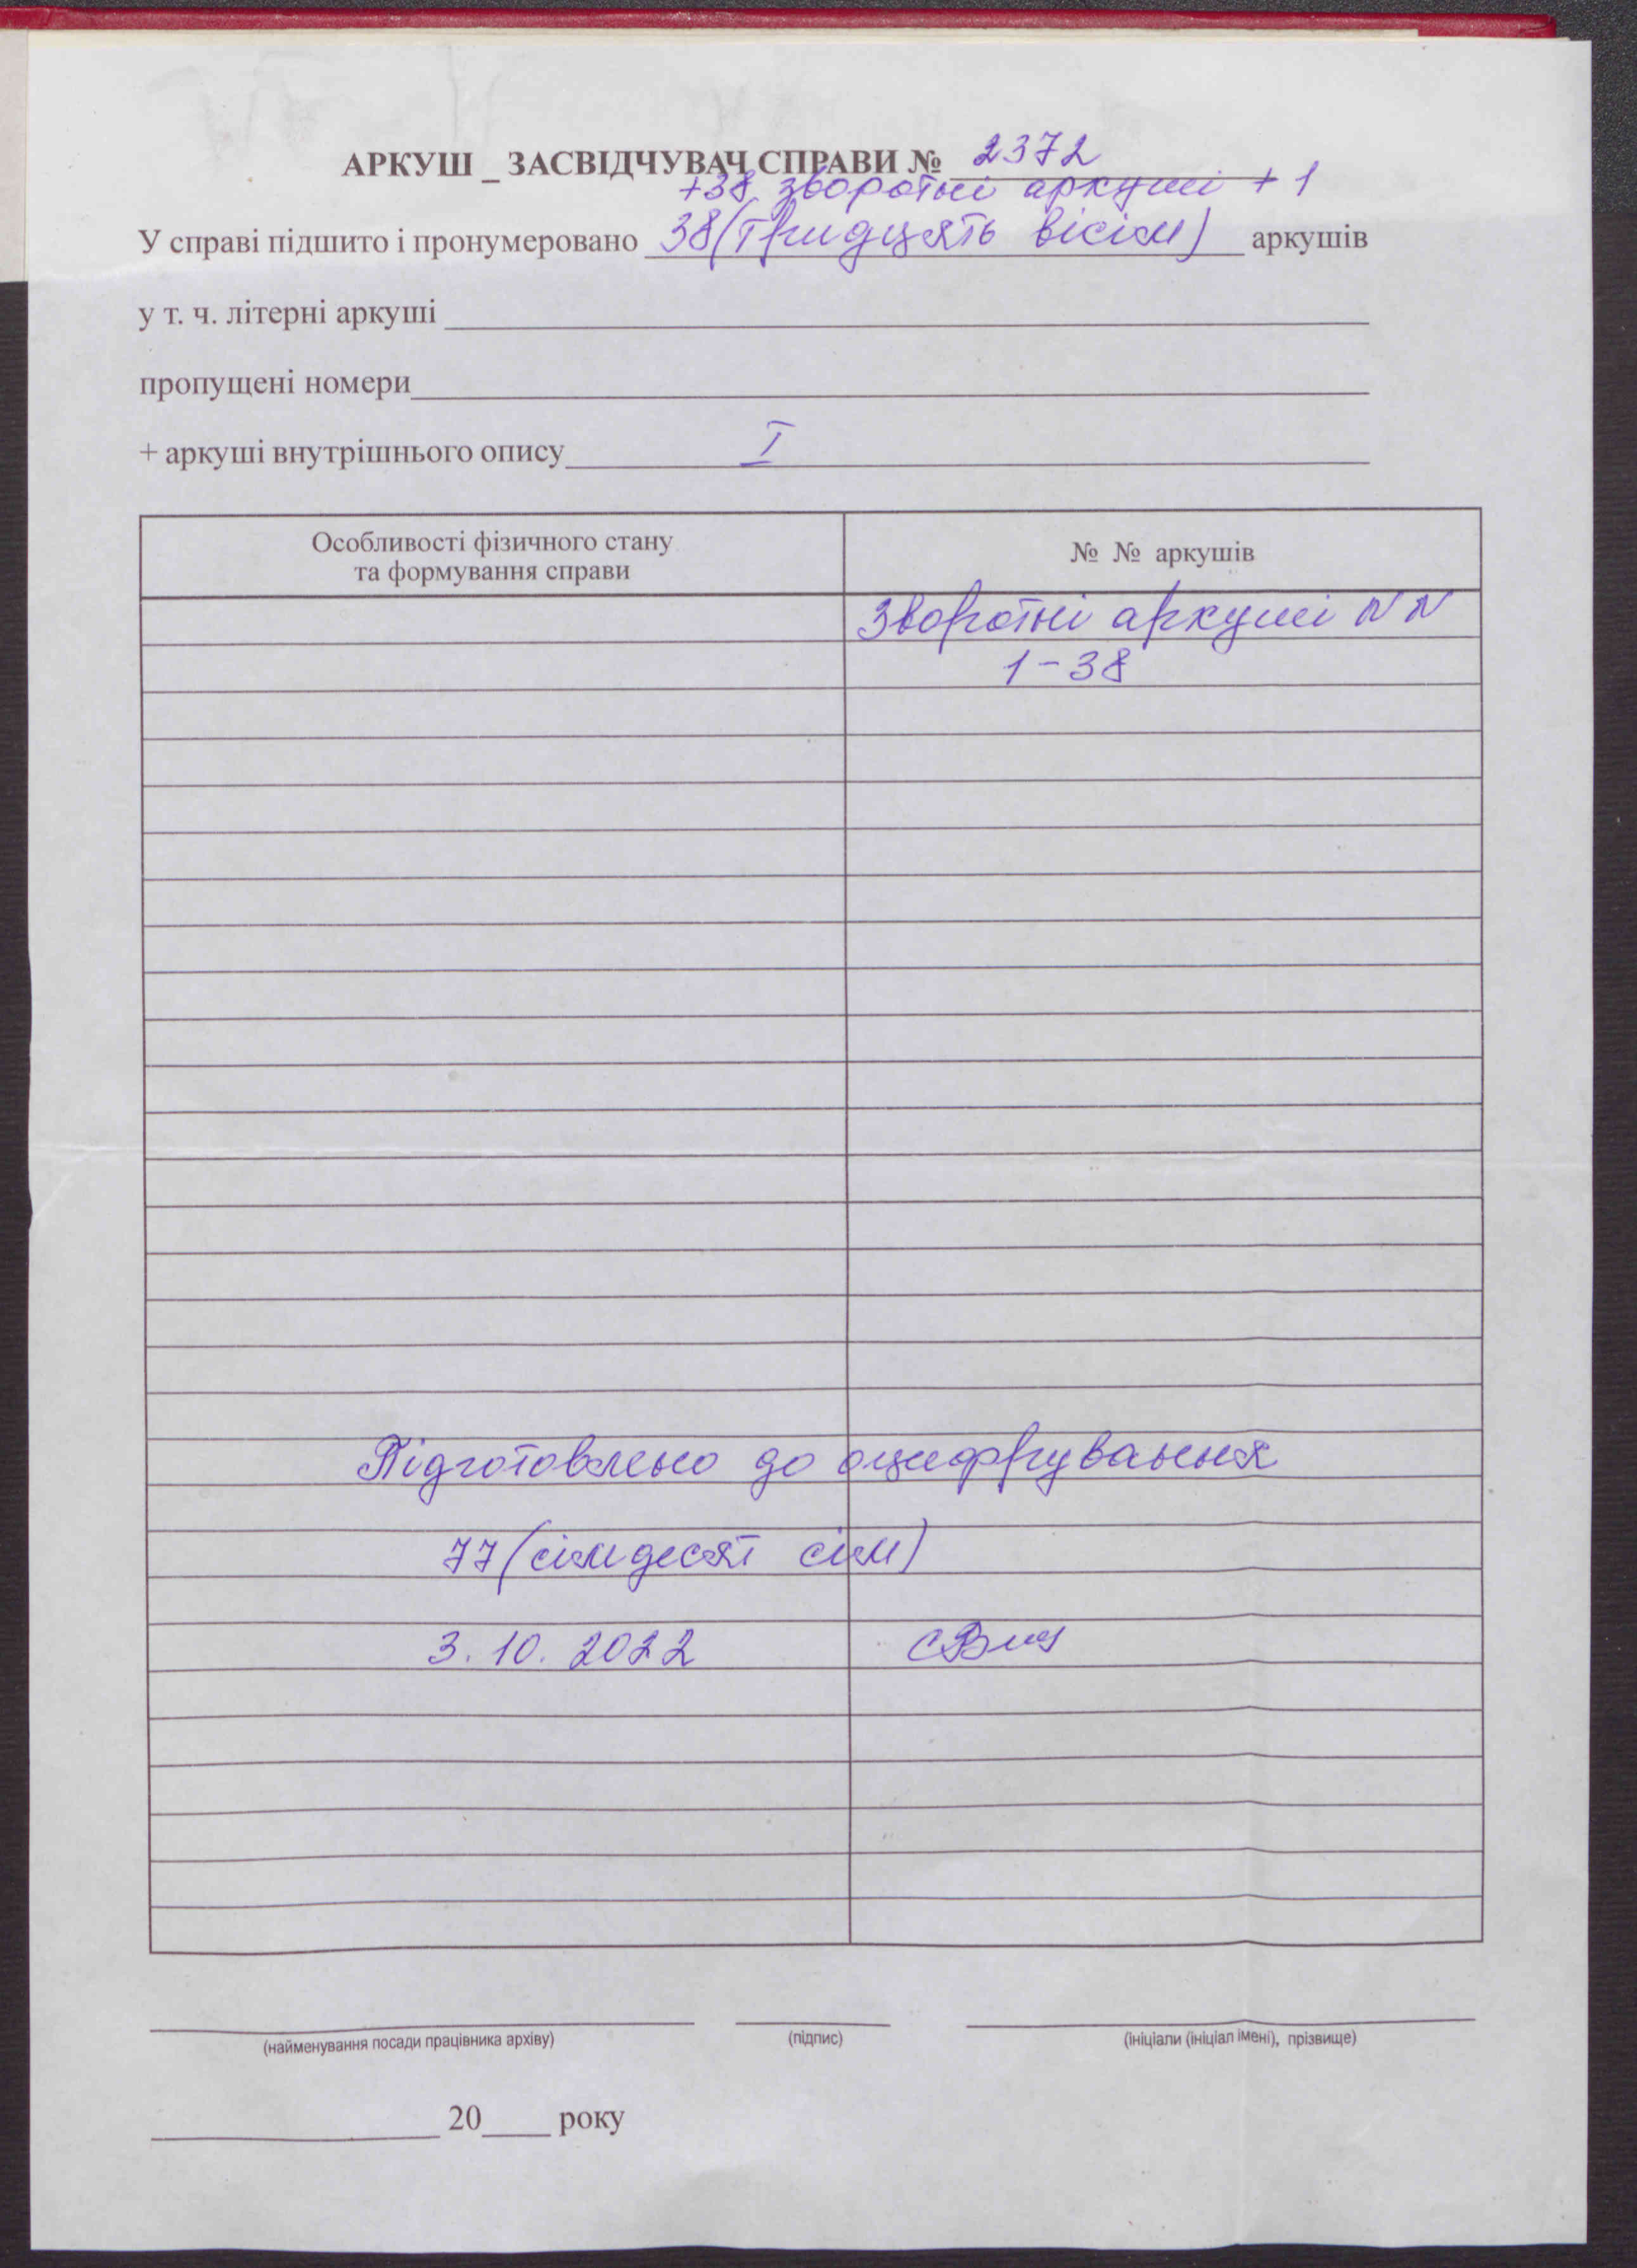 АРКУШ _ ЗАСВІДЧУВАЧ СПРАВИ № 2372
+38 зворотні аркуші + 1
У справі підшито і пронумеровано 38 (тридцять вісім) аркушів
у т. ч. літерні аркуші
пропущені номери
+ аркуші внутрішнього опису I
Особливості фізичного стану
та формування справи
№ № аркушів
Зворотні аркуші N N
1-38
Підготовлено до оцифрування
77 (сімдесят сім)
3. 10. 2022
(найменування посади працівника архіву) (підпис) (ініціали (ініціал імені), прізвище)
20 року